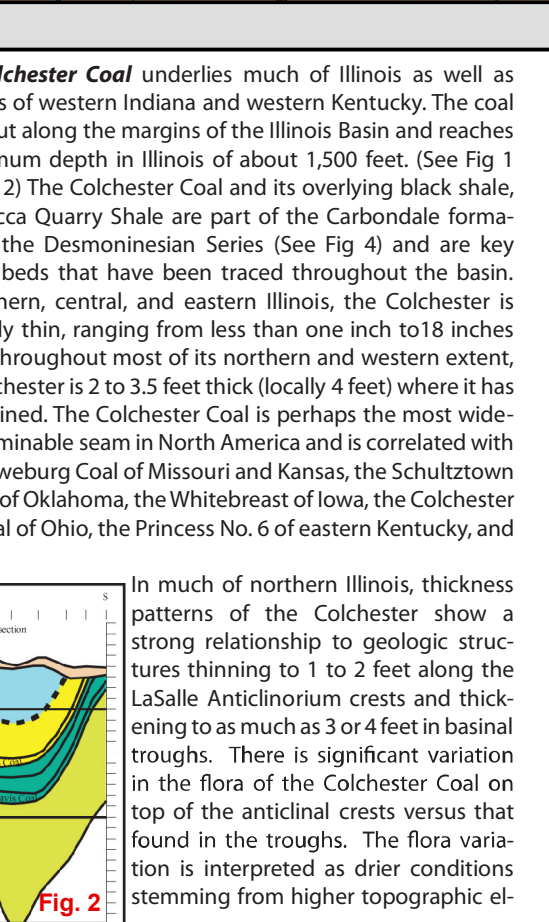 lchester Coal underlies much of Illinois as well as
s of western Indiana and western Kentucky. The coal
ut along the margins of the Illinois Basin and reaches
mum depth in Illinois of about 1,500 feet. (See Fig 1
2) The Colchester Coal and its overlying black shale,
cca Quarry Shale are part of the Carbondale forma-
the Desmoninesian Series (See Fig 4) and are key
beds that have been traced throughout the basin.
hern, central, and eastern Illinois, the Colchester is
ly thin, ranging from less than one inch to18 inches
hroughout most of its northern and western extent,
chester is 2 to 3.5 feet thick (locally 4 feet) where it has
ined. The Colchester Coal is perhaps the most wide-
minable seam in North America and is correlated with
weburg Coal of Missouri and Kansas, the Schultztown
of Oklahoma, the Whitebreast of Iowa, the Colchester
al of Ohio, the Princess No. 6 of eastern Kentucky, and
S
section
Coal
avis Coal
Fig. 2
In much of northern Illinois, thickness
patterns of the Colchester show a
strong relationship to geologic struc-
tures thinning to 1 to 2 feet along the
LaSalle Anticlinorium crests and thick-
ening to as much as 3 or 4 feet in basinal
troughs. There is significant variation
in the flora of the Colchester Coal on
top of the anticlinal crests versus that
found in the troughs. The flora varia-
tion is interpreted as drier conditions
stemming from higher topographic el-